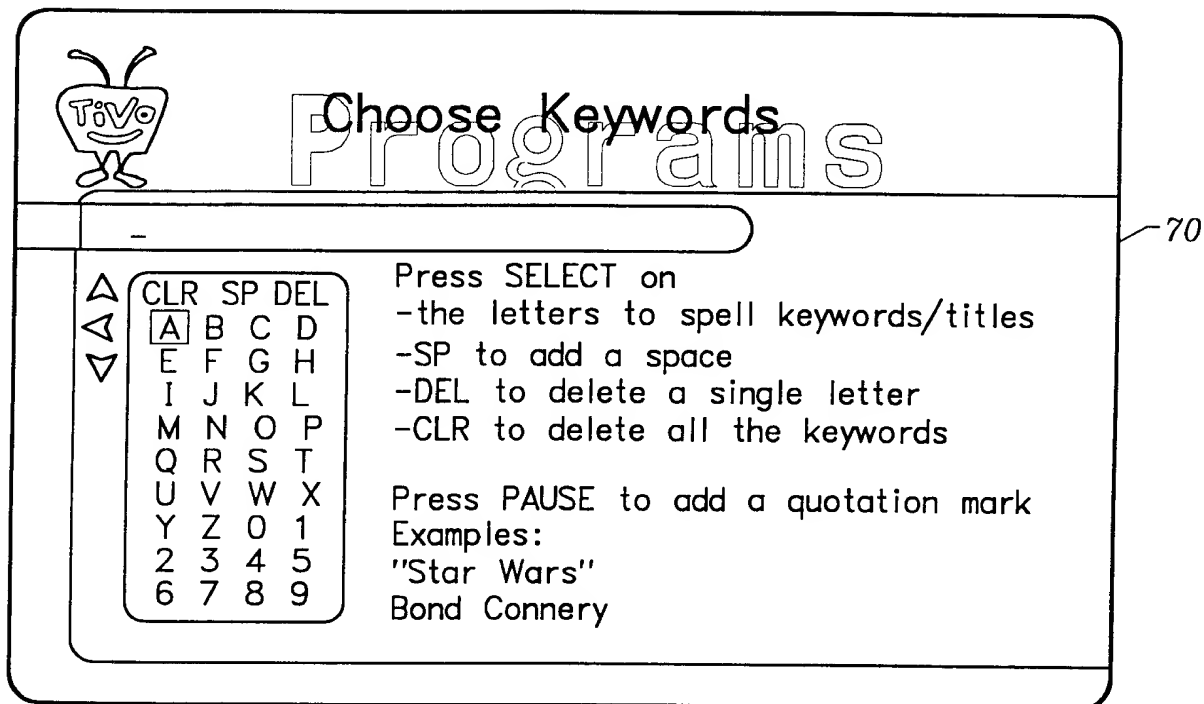 TiVo
Choose Keywords
Programs
_
70
CLR SP DEL
A B C D
E F G H
I J K L
M N O P
Q R S T
U V W X
Y Z 0 1
2 3 4 5
6 7 8 9
Press SELECT on
-the letters to spell keywords/titles
-SP to add a space
-DEL to delete a single letter
-CLR to delete all the keywords
Press PAUSE to add a quotation mark
Examples:
"Star Wars"
Bond Connery